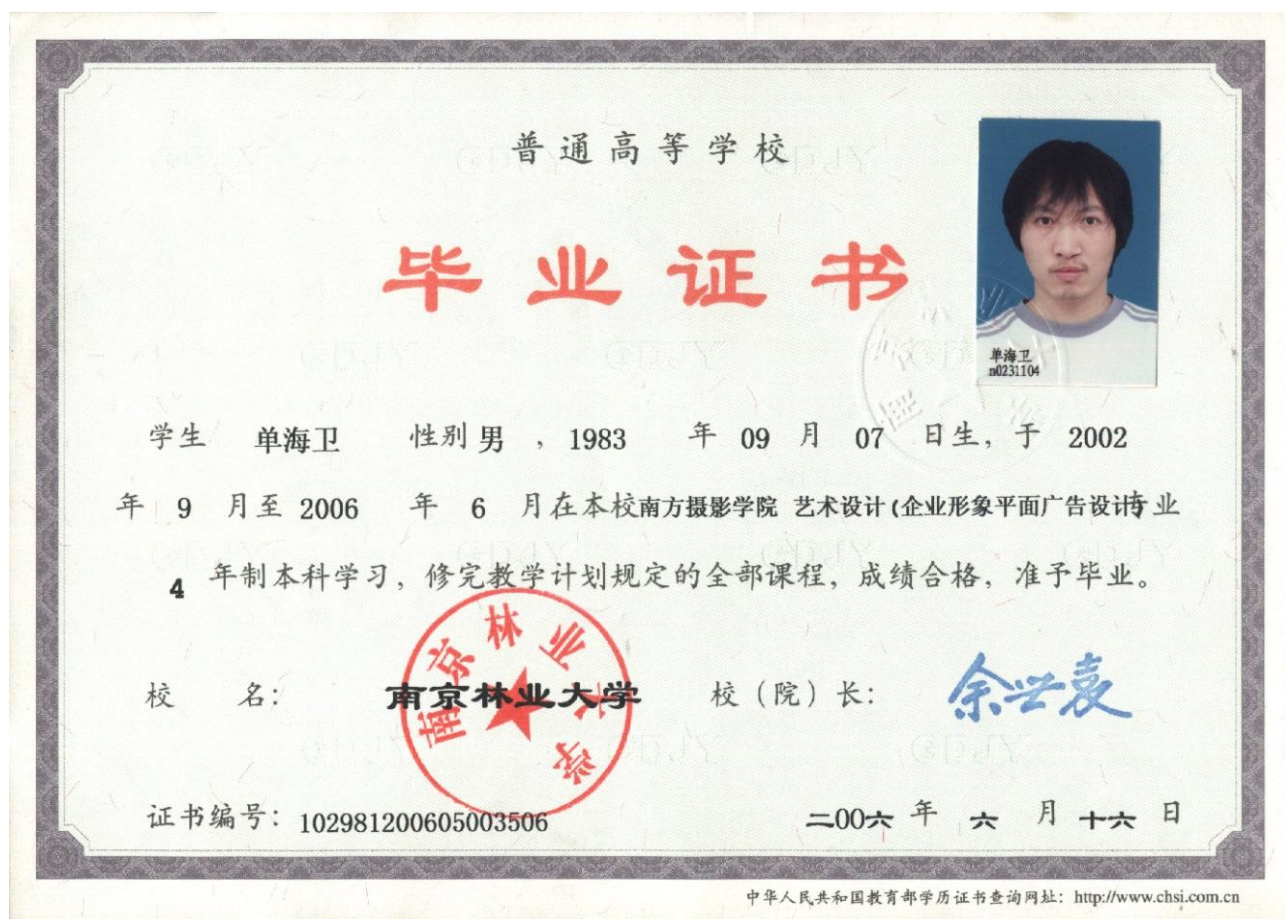 普通高等学校
毕业证书
单海卫
n0231104
学生 单海卫 性别 男 ，1983 年 09 月 07 日生，于 2002
年 9 月至 2006 年 6 月在本校南方摄影学院 艺术设计(企业形象平面广告设计专业
4 年制本科学习，修完教学计划规定的全部课程，成绩合格，准予毕业。
南京林业大学
校 名： 南京林业大学 校（院）长： 余世袁
证书编号：102981200605003506 二00六 年 六 月 十六 日
中华人民共和国教育部学历证书查询网址：http://www.chsi.com.cn